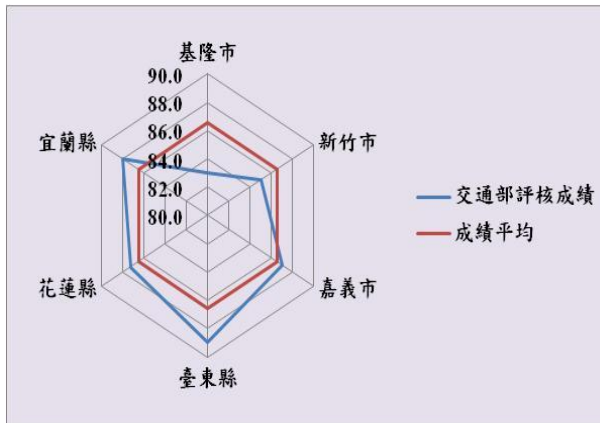 基隆市
90.0
88.0
86.0
84.0
82.0
80.0
宜蘭縣
新竹市
花蓮縣
嘉義市
臺東縣
交通部評核成績
成績平均